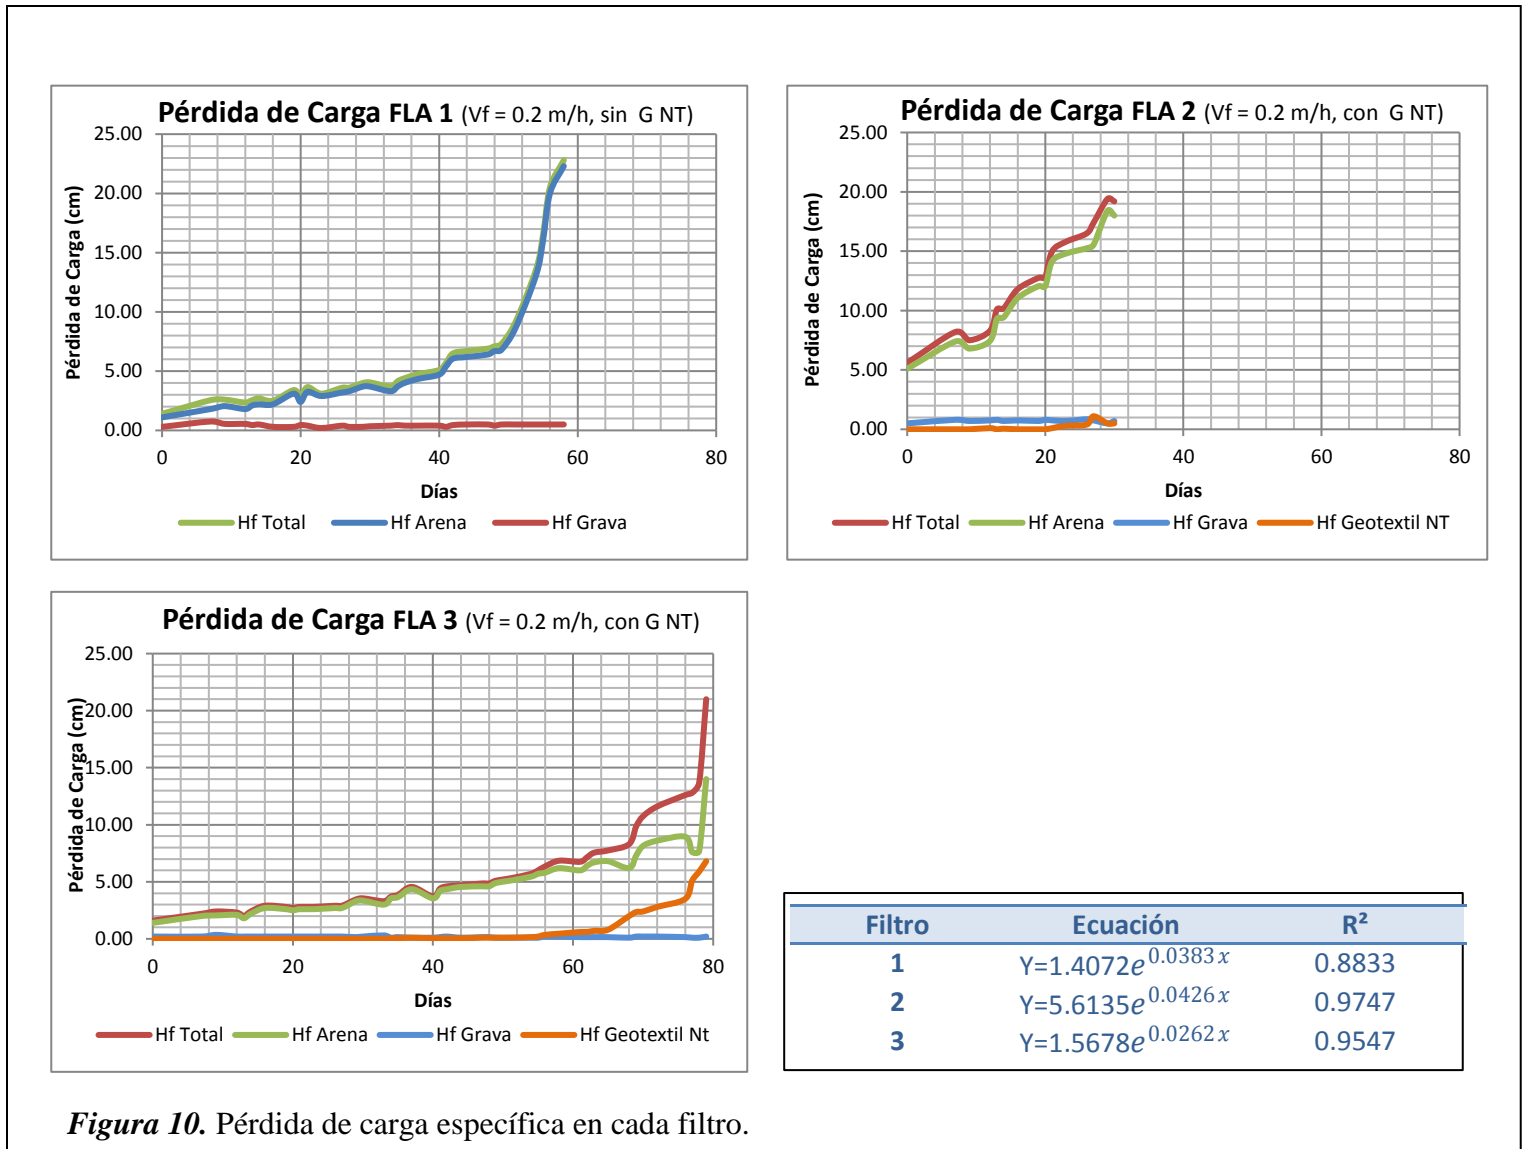 Pérdida de Carga FLA 1 (Vf = 0.2 m/h, sin G NT)
Pérdida de Carga (cm)
25.00
20.00
15.00
10.00
5.00
0.00
0 20 40 60 80
Días
Hf Total Hf Arena Hf Grava
Pérdida de Carga FLA 2 (Vf = 0.2 m/h, con G NT)
Pérdida de Carga (cm)
25.00
20.00
15.00
10.00
5.00
0.00
0 20 40 60 80
Días
Hf Total Hf Arena Hf Grava Hf Geotextil NT
Pérdida de Carga FLA 3 (Vf = 0.2 m/h, con G NT)
Pérdida de Carga (cm)
25.00
20.00
15.00
10.00
5.00
0.00
0 20 40 60 80
Días
Hf Total Hf Arena Hf Grava Hf Geotextil Nt
Filtro Ecuación R²
1 Y=1.4072e^{0.0383x} 0.8833
2 Y=5.6135e^{0.0426x} 0.9747
3 Y=1.5678e^{0.0262x} 0.9547
Figura 10. Pérdida de carga específica en cada filtro.